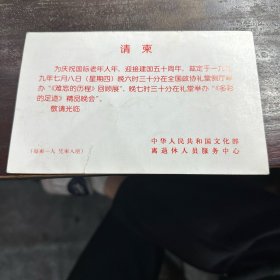 请柬
为庆祝国际老年人年，迎接建国五十周年，兹定于一九九
九年七月八日（星期四）晚六时三十分在全国政协礼堂侧厅举
办“《难忘的历程》回顾展”。晚七时三十分在礼堂举办“《多彩
的足迹》精品晚会”。
敬请光临
中华人民共和国文化部
离退休人员服务中心
（每柬一人 凭柬入座）